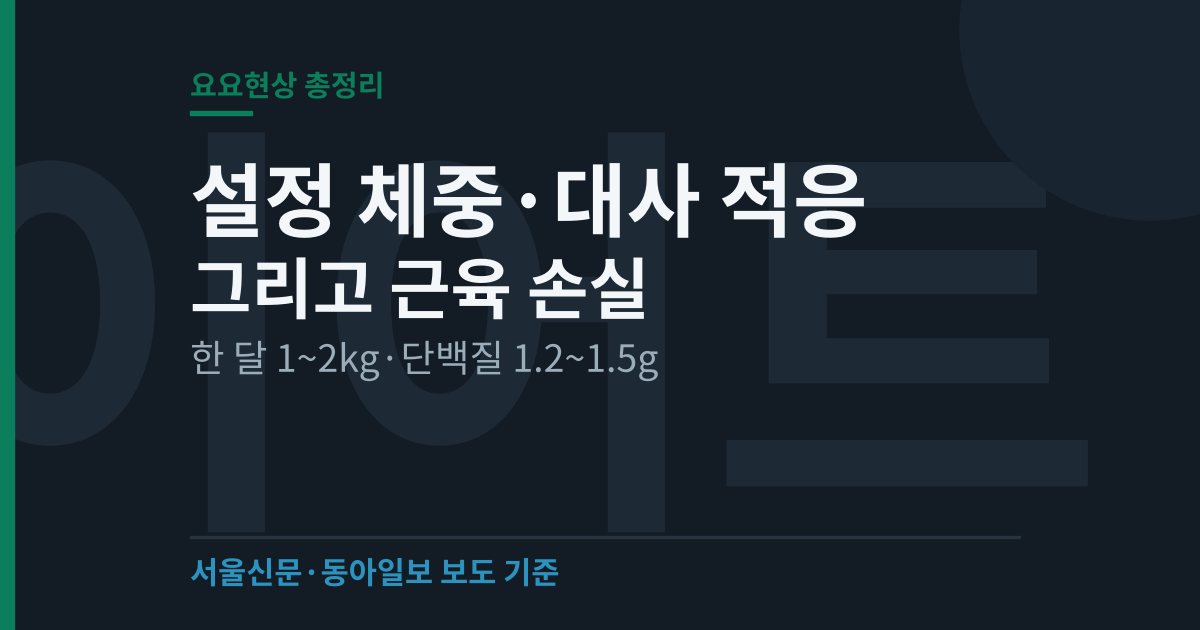 요요현상 총정리
설정 체중·대사 적응
그리고 근육 손실
한 달 1~2kg·단백질 1.2~1.5g
서울신문·동아일보 보도 기준